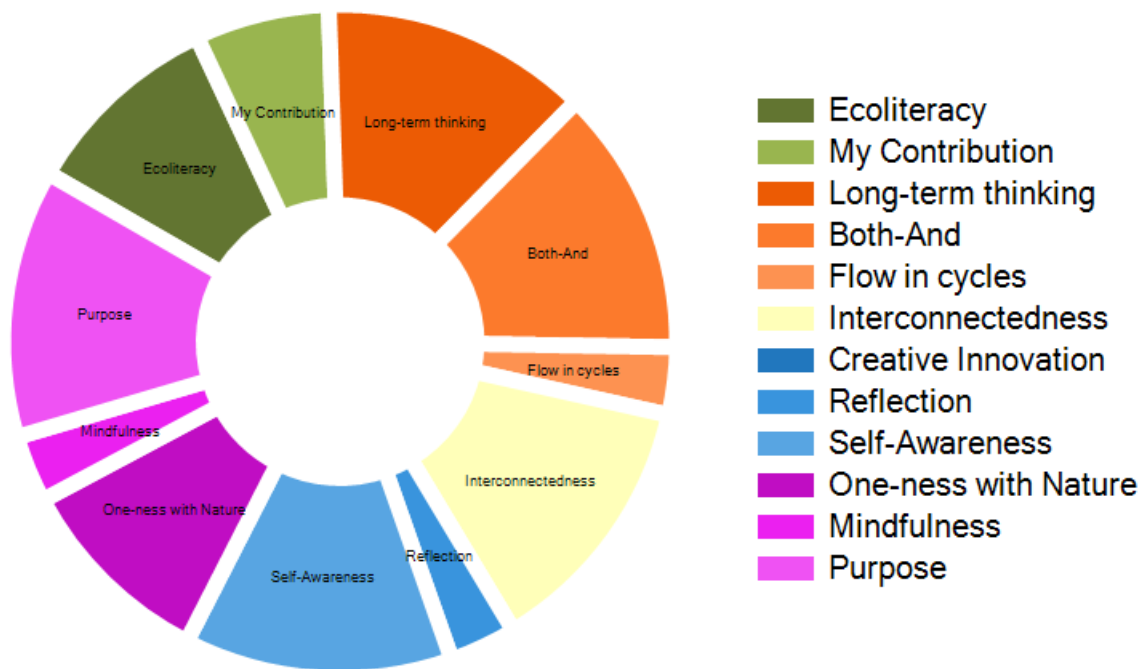 My Contribution
Long-term thinking
Ecoliteracy
Both-And
Purpose
Flow in cycles
Mindfulness
Interconnectedness
One-ness with Nature
Reflection
Self-Awareness
Ecoliteracy
My Contribution
Long-term thinking
Both-And
Flow in cycles
Interconnectedness
Creative Innovation
Reflection
Self-Awareness
One-ness with Nature
Mindfulness
Purpose